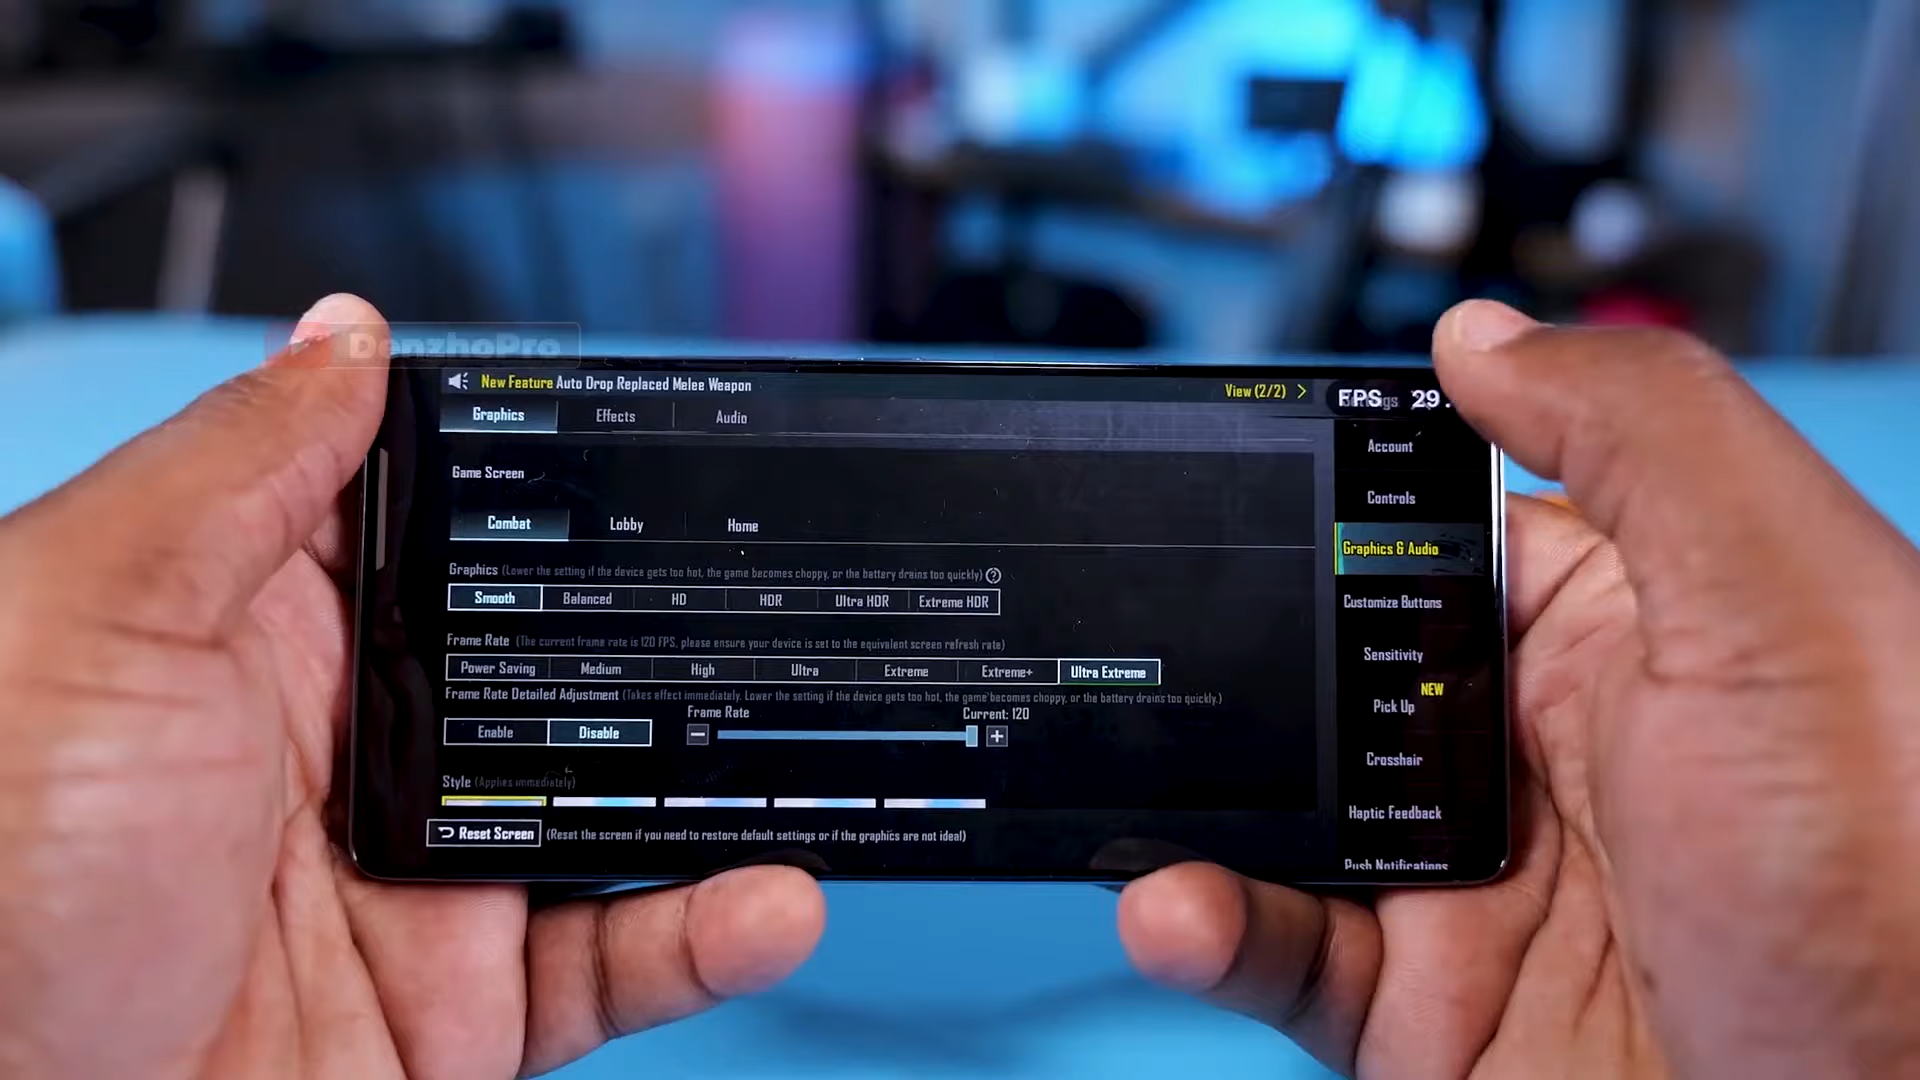 DenzhoPro
New Feature Auto Drop Replaced Melee Weapon
View (2/2)
FPS 29.
Graphics
Effects
Audio
Account
Game Screen
Controls
Combat
Lobby
Home
Graphics & Audio
Graphics (Lower the setting if the device gets too hot, the game becomes choppy, or the battery drains too quickly) ?
Smooth
Balanced
HD
HDR
Ultra HDR
Extreme HDR
Customize Buttons
Frame Rate (The current frame rate is 120 FPS, please ensure your device is set to the equivalent screen refresh rate)
Power Saving
Medium
High
Ultra
Extreme
Extreme+
Ultra Extreme
Sensitivity
Frame Rate Detailed Adjustment (Takes effect immediately. Lower the setting if the device gets too hot, the game becomes choppy, or the battery drains too quickly.)
NEW
Pick Up
Frame Rate
Current: 120
Enable
Disable
Crosshair
Style (Applies immediately)
Haptic Feedback
Reset Screen
(Reset the screen if you need to restore default settings or if the graphics are not ideal)
Push Notifications